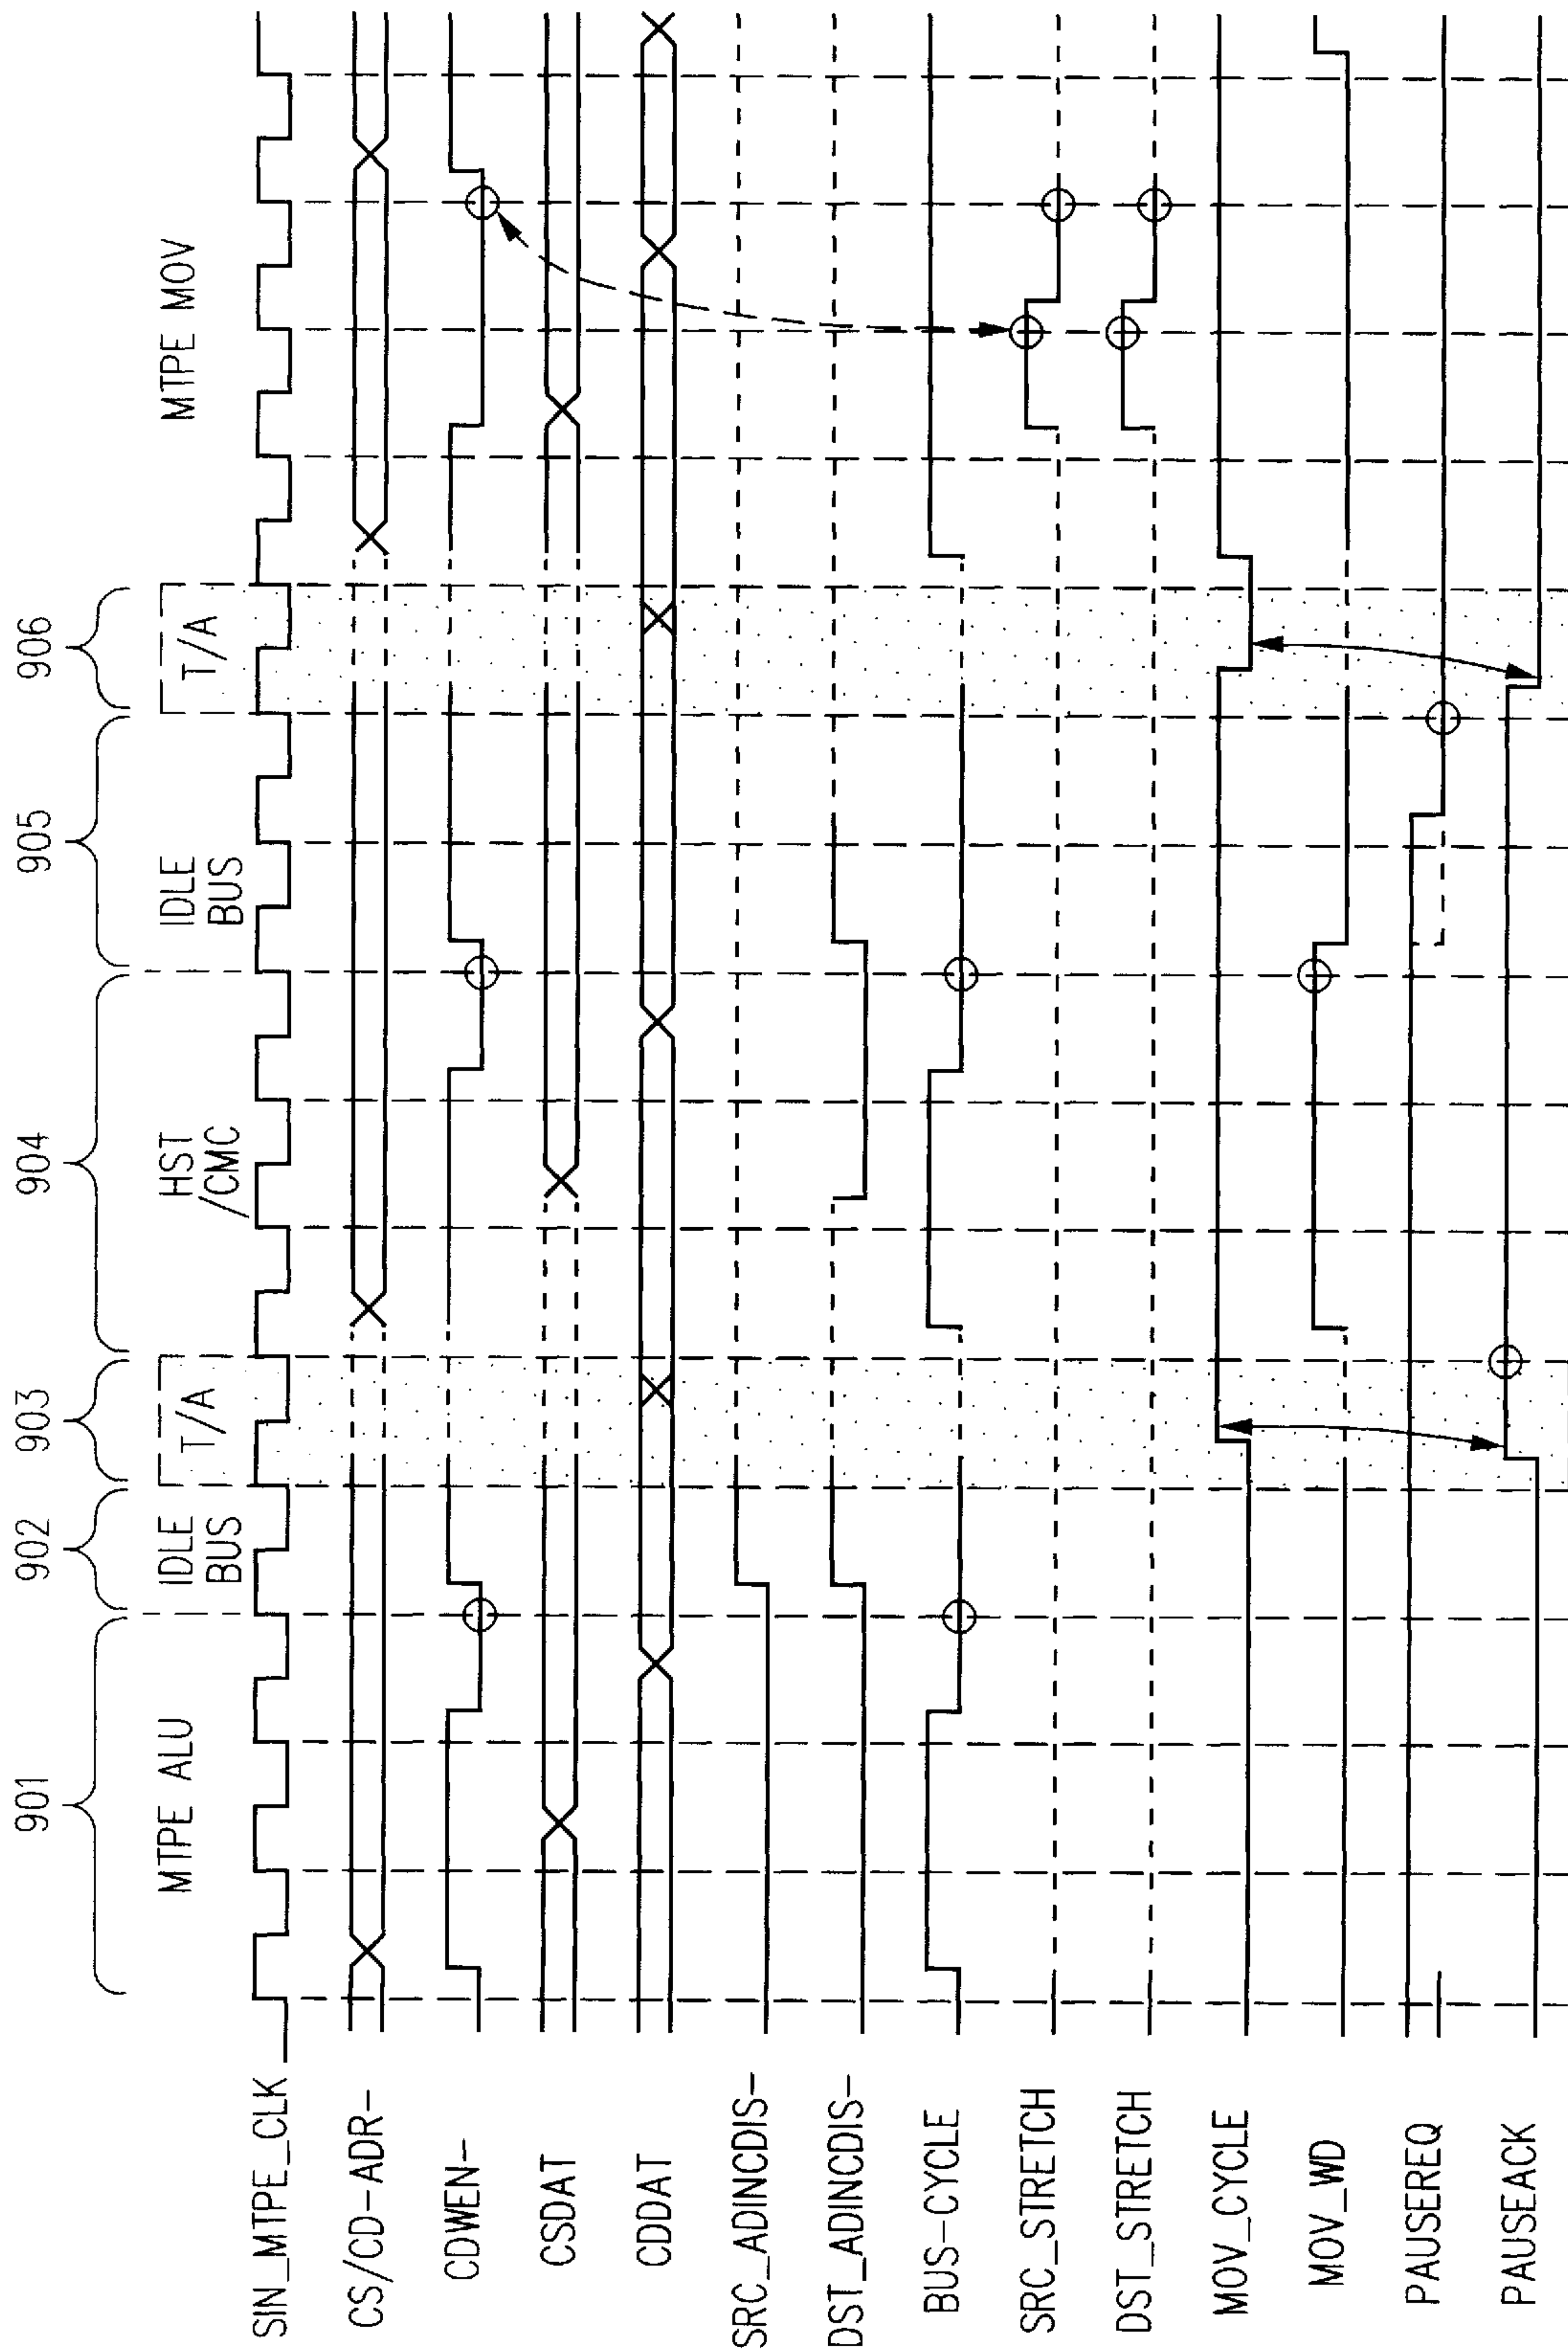 901
902
903
904
905
906
MTPE ALU
IDLE
BUS
T/A
HST
/CMC
IDLE
BUS
T/A
MTPE MOV
SIN_MTPE_CLK
CS/CD-ADR-
CDWEN-
CSDAT
CDDAT
SRC_ADINCDIS-
DST_ADINCDIS-
BUS-CYCLE
SRC_STRETCH
DST_STRETCH
MOV_CYCLE
MOV_WD
PAUSEREQ
PAUSEACK